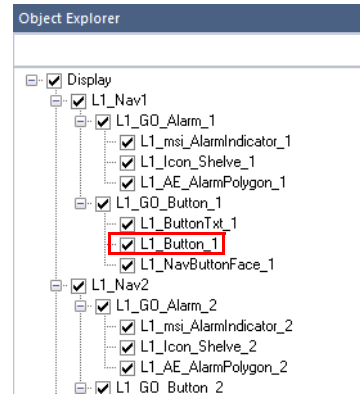 Object Explorer
Display
L1_Nav1
L1_GO_Alarm_1
L1_msi_AlarmIndicator_1
L1_Icon_Shelve_1
L1_AE_AlarmPolygon_1
L1_GO_Button_1
L1_ButtonTxt_1
L1_Button_1
L1_NavButtonFace_1
L1_Nav2
L1_GO_Alarm_2
L1_msi_AlarmIndicator_2
L1_Icon_Shelve_2
L1_AE_AlarmPolygon_2
L1_GO_Button_2